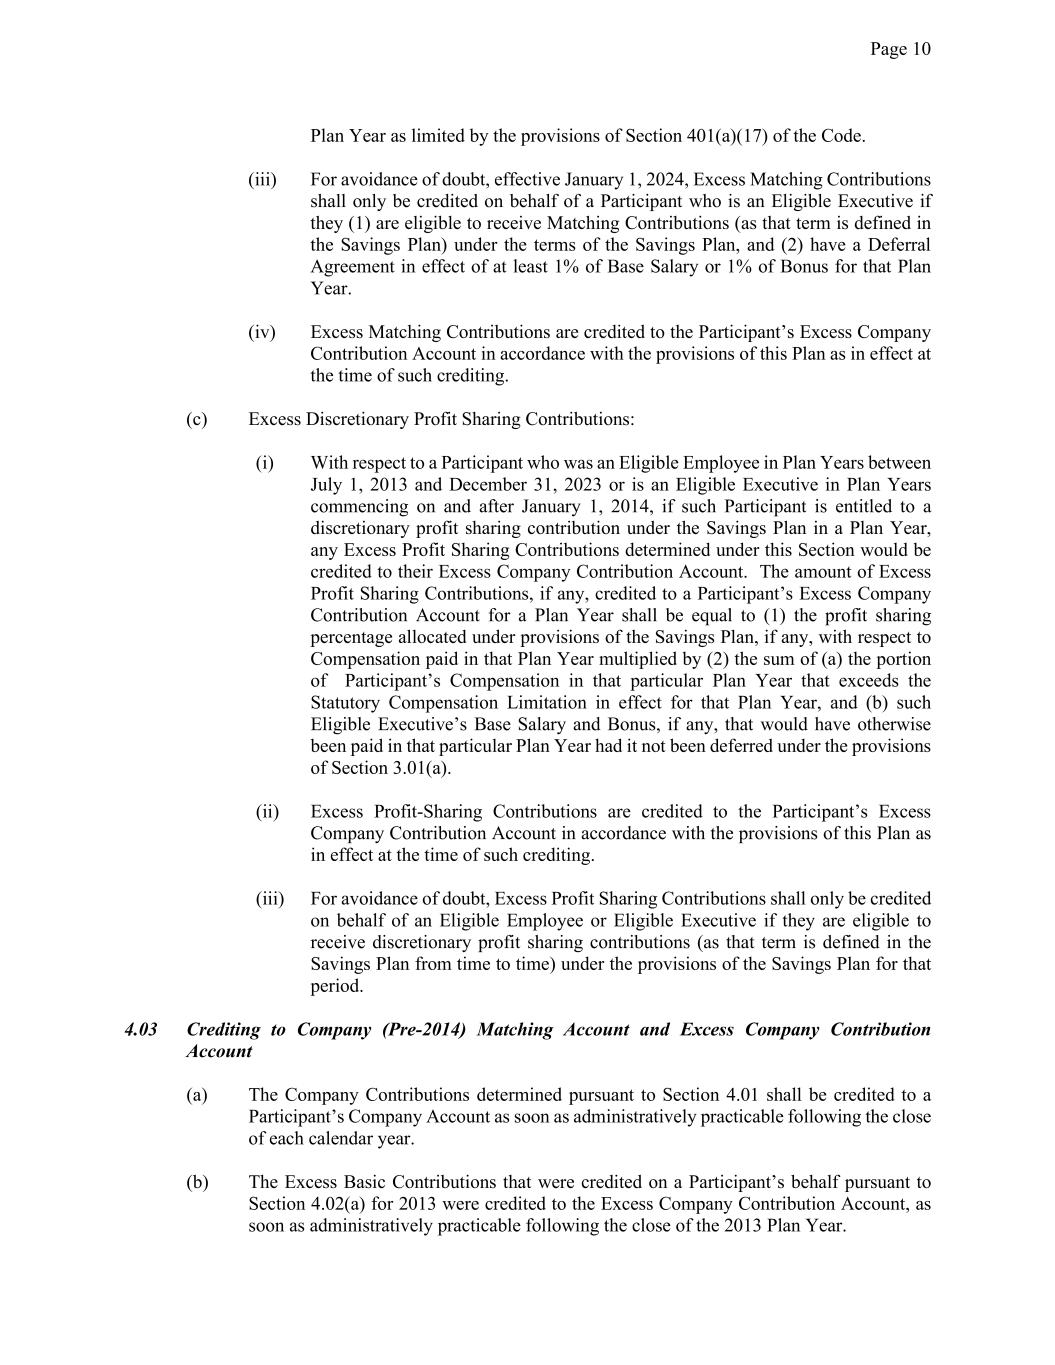 Page 10
Plan Year as limited by the provisions of Section 401(a)(17) of the Code.
(iii) For avoidance of doubt, effective January 1, 2024, Excess Matching Contributions
shall only be credited on behalf of a Participant who is an Eligible Executive if
they (1) are eligible to receive Matching Contributions (as that term is defined in
the Savings Plan) under the terms of the Savings Plan, and (2) have a Deferral
Agreement in effect of at least 1% of Base Salary or 1% of Bonus for that Plan
Year.
(iv) Excess Matching Contributions are credited to the Participant’s Excess Company
Contribution Account in accordance with the provisions of this Plan as in effect at
the time of such crediting.
(c) Excess Discretionary Profit Sharing Contributions:
(i) With respect to a Participant who was an Eligible Employee in Plan Years between
July 1, 2013 and December 31, 2023 or is an Eligible Executive in Plan Years
commencing on and after January 1, 2014, if such Participant is entitled to a
discretionary profit sharing contribution under the Savings Plan in a Plan Year,
any Excess Profit Sharing Contributions determined under this Section would be
credited to their Excess Company Contribution Account. The amount of Excess
Profit Sharing Contributions, if any, credited to a Participant’s Excess Company
Contribution Account for a Plan Year shall be equal to (1) the profit sharing
percentage allocated under provisions of the Savings Plan, if any, with respect to
Compensation paid in that Plan Year multiplied by (2) the sum of (a) the portion
of Participant’s Compensation in that particular Plan Year that exceeds the
Statutory Compensation Limitation in effect for that Plan Year, and (b) such
Eligible Executive’s Base Salary and Bonus, if any, that would have otherwise
been paid in that particular Plan Year had it not been deferred under the provisions
of Section 3.01(a).
(ii) Excess Profit-Sharing Contributions are credited to the Participant’s Excess
Company Contribution Account in accordance with the provisions of this Plan as
in effect at the time of such crediting.
(iii) For avoidance of doubt, Excess Profit Sharing Contributions shall only be credited
on behalf of an Eligible Employee or Eligible Executive if they are eligible to
receive discretionary profit sharing contributions (as that term is defined in the
Savings Plan from time to time) under the provisions of the Savings Plan for that
period.
4.03 Crediting to Company (Pre-2014) Matching Account and Excess Company Contribution
Account
(a) The Company Contributions determined pursuant to Section 4.01 shall be credited to a
Participant’s Company Account as soon as administratively practicable following the close
of each calendar year.
(b) The Excess Basic Contributions that were credited on a Participant’s behalf pursuant to
Section 4.02(a) for 2013 were credited to the Excess Company Contribution Account, as
soon as administratively practicable following the close of the 2013 Plan Year.